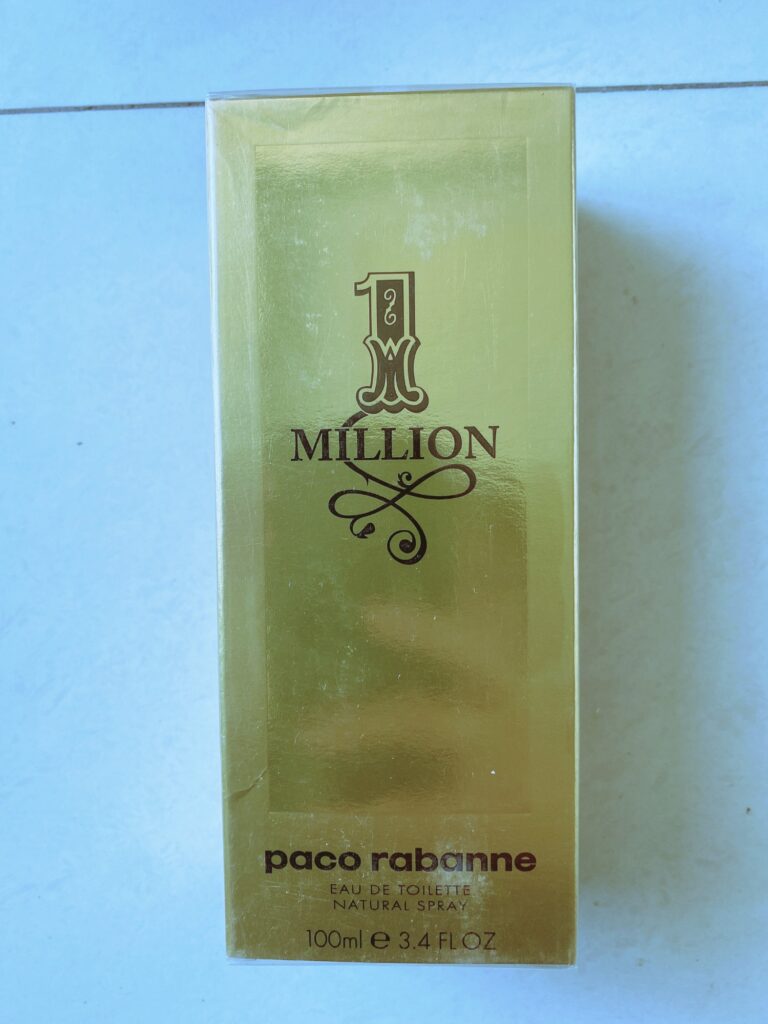 1
MILLION
paco rabanne
EAU DE TOILETTE
NATURAL SPRAY
100ml e 3.4 FL OZ